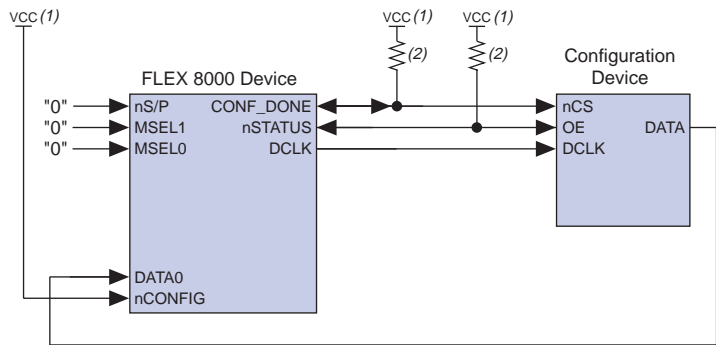 VCC (1)
VCC (1)
VCC (1)
(2)
(2)
FLEX 8000 Device
Configuration
Device
"0"
nS/P
CONF_DONE
nCS
"0"
MSEL1
nSTATUS
OE
DATA
"0"
MSEL0
DCLK
DCLK
DATA0
nCONFIG